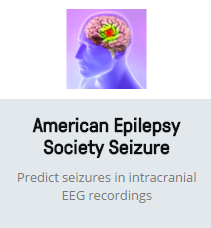 American Epilepsy
Society Seizure
Predict seizures in intracranial
EEG recordings